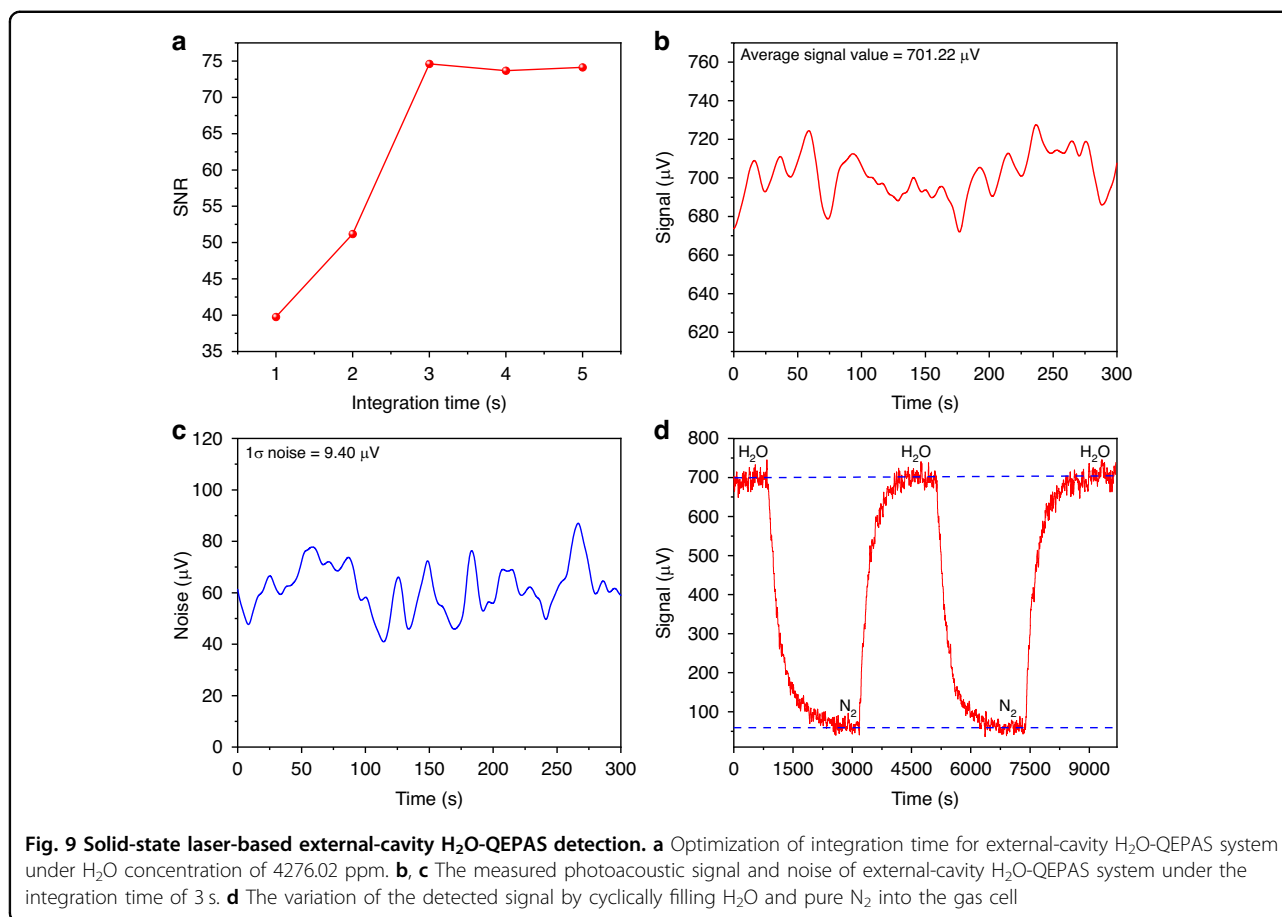 a
75
70
65
60
55
50
45
40
35
SNR
1
2
3
4
5
Integration time (s)
b
Average signal value = 701.22 μV
760
740
720
700
680
660
640
620
Signal (μV)
0
50
100
150
200
250
300
Time (s)
c
1σ noise = 9.40 μV
120
100
80
60
40
20
0
Noise (μV)
0
50
100
150
200
250
300
Time (s)
d
800
700
600
500
400
300
200
100
Signal (μV)
H₂O
H₂O
H₂O
N₂
N₂
0
1500
3000
4500
6000
7500
9000
Time (s)
Fig. 9 Solid-state laser-based external-cavity H₂O-QEPAS detection. a Optimization of integration time for external-cavity H₂O-QEPAS system
under H₂O concentration of 4276.02 ppm. b, c The measured photoacoustic signal and noise of external-cavity H₂O-QEPAS system under the
integration time of 3 s. d The variation of the detected signal by cyclically filling H₂O and pure N₂ into the gas cell